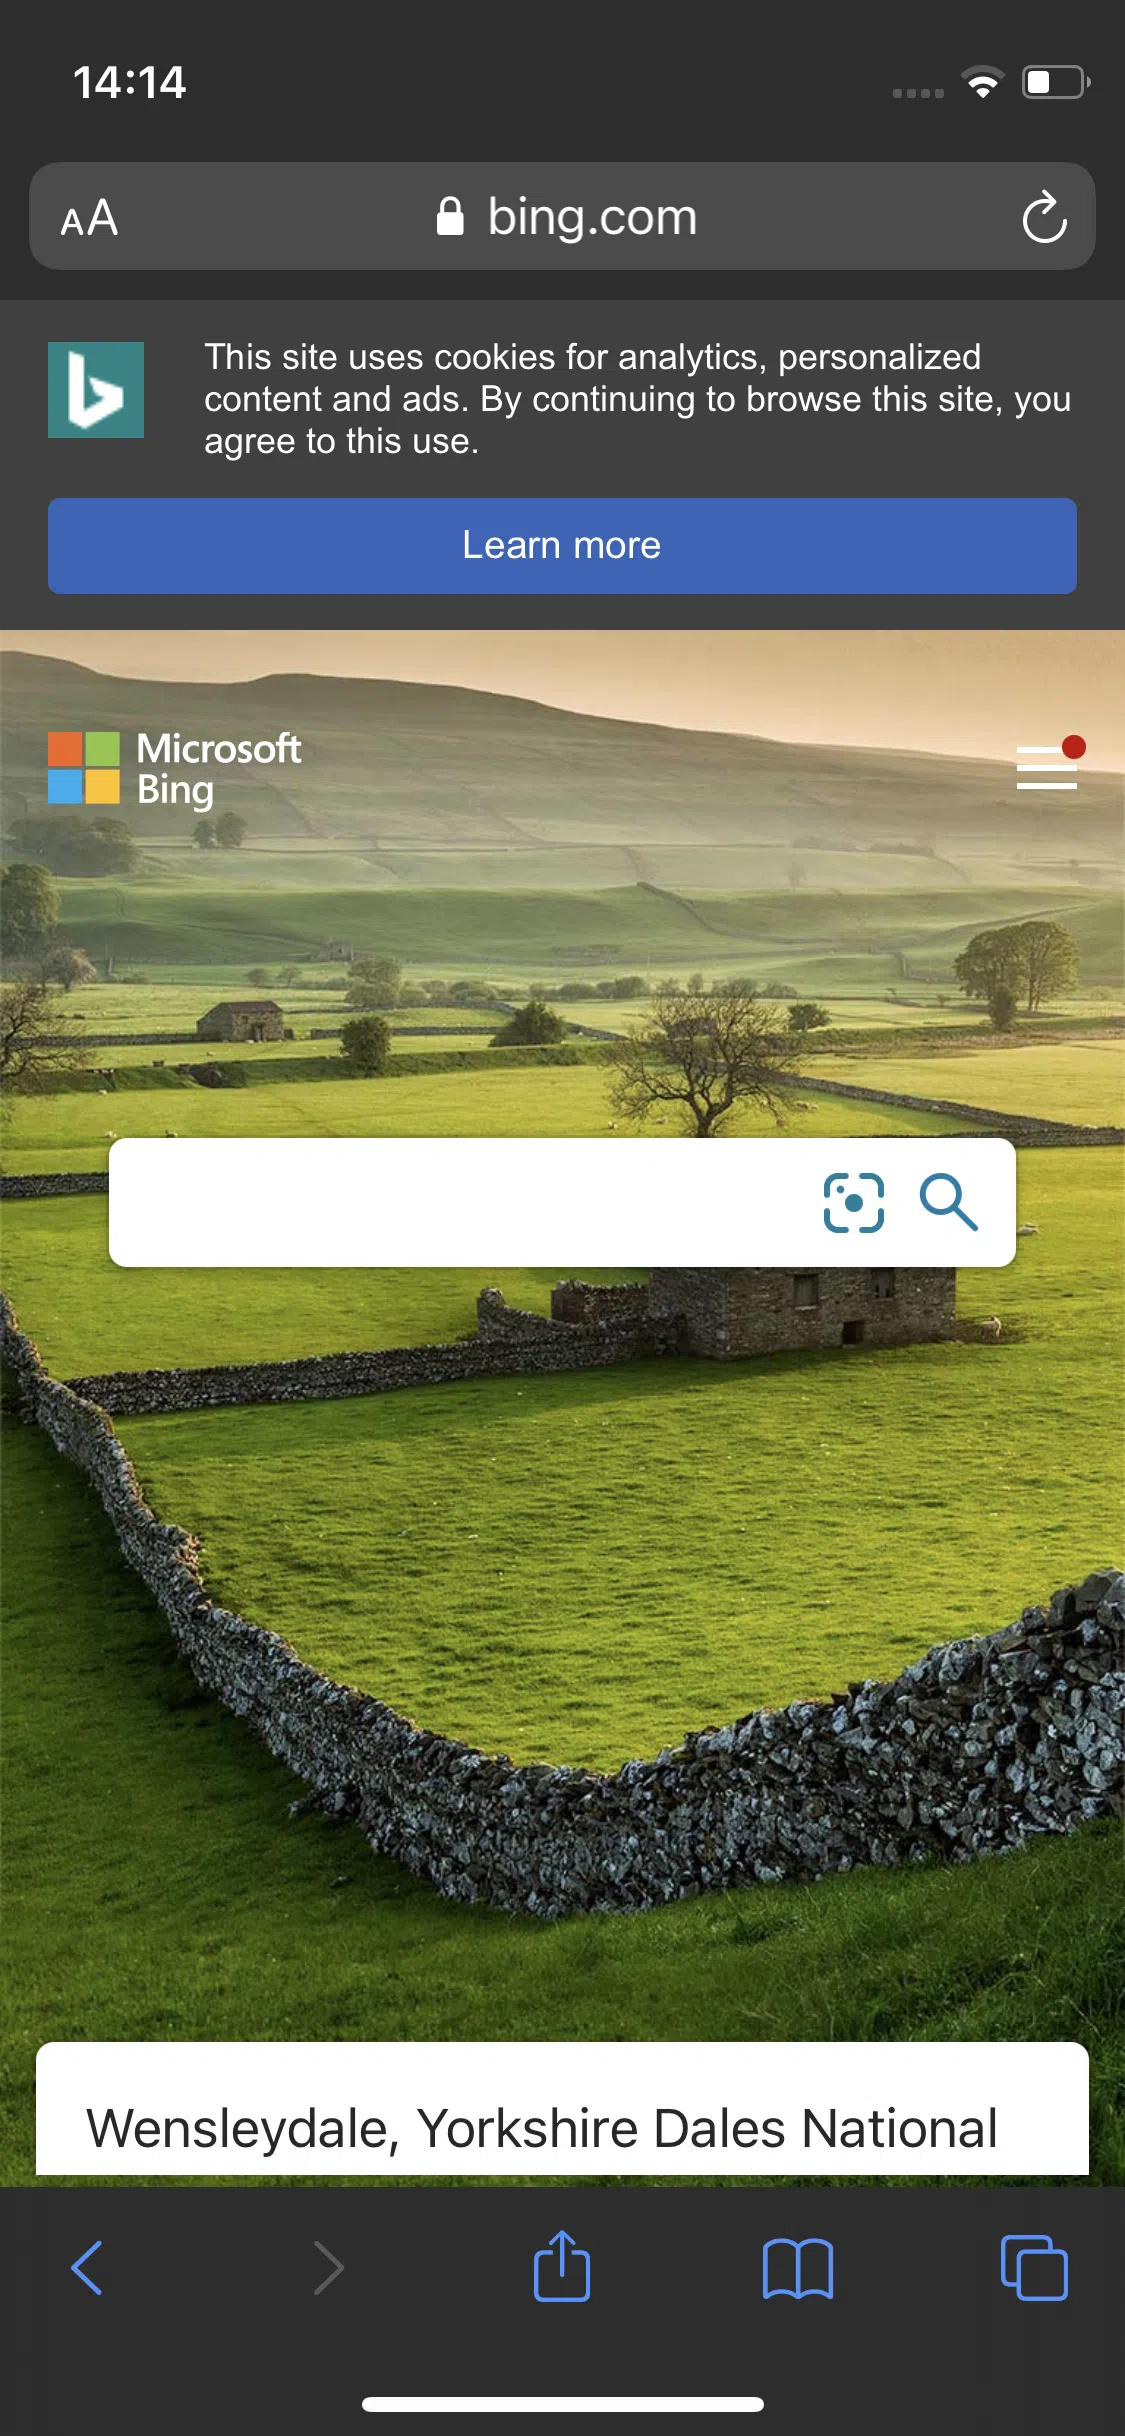 14:14
AA
bing.com
This site uses cookies for analytics, personalized
content and ads. By continuing to browse this site, you
agree to this use.
Learn more
Microsoft
Bing
Wensleydale, Yorkshire Dales National